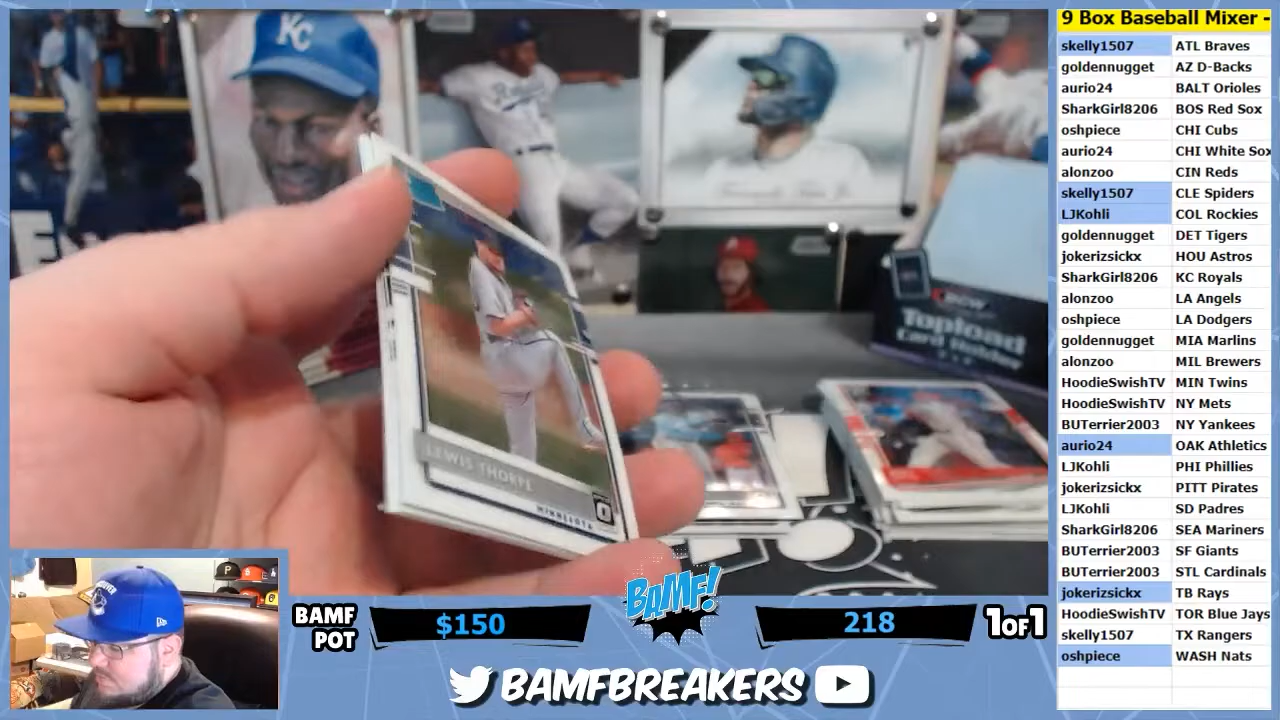 9 Box Baseball Mixer -
skelly1507 ATL Braves
goldennugget AZ D-Backs
aurio24 BALT Orioles
SharkGirl8206 BOS Red Sox
oshpiece CHI Cubs
aurio24 CHI White Sox
alonzoo CIN Reds
skelly1507 CLE Spiders
LJKohli COL Rockies
goldennugget DET Tigers
jokerizsickx HOU Astros
SharkGirl8206 KC Royals
alonzoo LA Angels
oshpiece LA Dodgers
goldennugget MIA Marlins
alonzoo MIL Brewers
HoodieSwishTV MIN Twins
HoodieSwishTV NY Mets
BUTerrier2003 NY Yankees
aurio24 OAK Athletics
LJKohli PHI Phillies
jokerizsickx PITT Pirates
LJKohli SD Padres
SharkGirl8206 SEA Mariners
BUTerrier2003 SF Giants
BUTerrier2003 STL Cardinals
jokerizsickx TB Rays
HoodieSwishTV TOR Blue Jays
skelly1507 TX Rangers
oshpiece WASH Nats
KC
Topload
Card Holder
LEWIS THORPE
MINNESOTA
BAMF
POT
$150
BAMF!
218
1OF1
BAMFBREAKERS